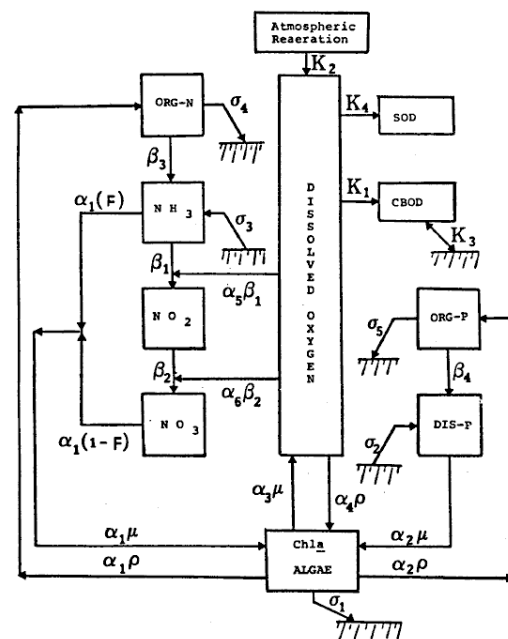 Atmospheric
Reaeration
K₂
ORG-N
σ₄
K₄
SOD
β₃
K₁
CBOD
α₁(F)
NH₃
σ₃
K₃
β₁
α₅β₁
DISSOLVED OXYGEN
NO₂
σ₅
ORG-P
β₂
α₆β₂
β₄
α₁(1-F)
NO₃
σ₂
DIS-P
α₃μ
α₄ρ
α₁μ
Chla
α₂μ
α₁ρ
ALGAE
α₂ρ
σ₁